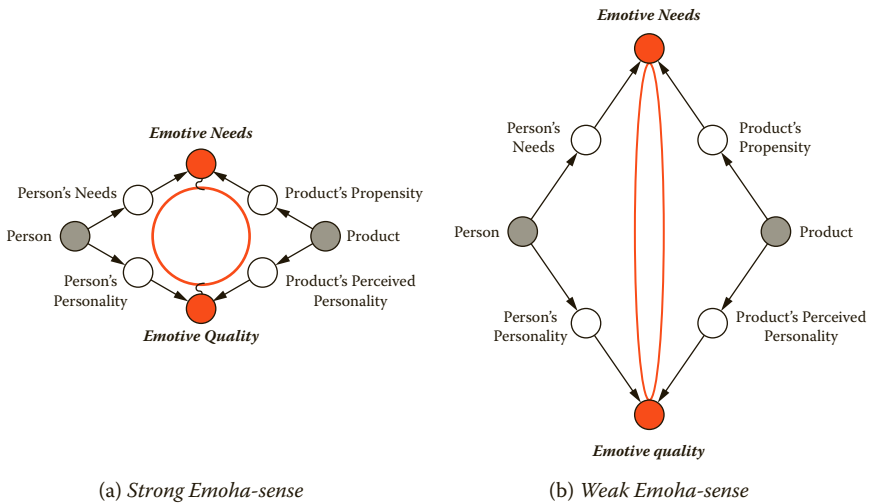 Emotive Needs
Person's Needs
Product's Propensity
Person
Product
Person's
Personality
Product's Perceived
Personality
Emotive Quality
(a) Strong Emoha-sense
Emotive Needs
Person's
Needs
Product's
Propensity
Person
Product
Person's
Personality
Product's Perceived
Personality
Emotive quality
(b) Weak Emoha-sense